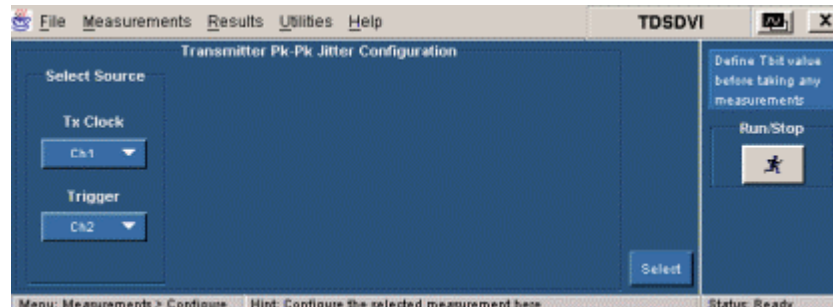 File Measurements Results Utilities Help TDSDVI X
Transmitter Pk-Pk Jitter Configuration
Select Source
Tx Clock
Ch1
Trigger
Ch2
Select
Define Tbit value
before taking any
measurements
Run/Stop
Menu: Measurements > Configure Hint: Configure the selected measurement here Status: Ready